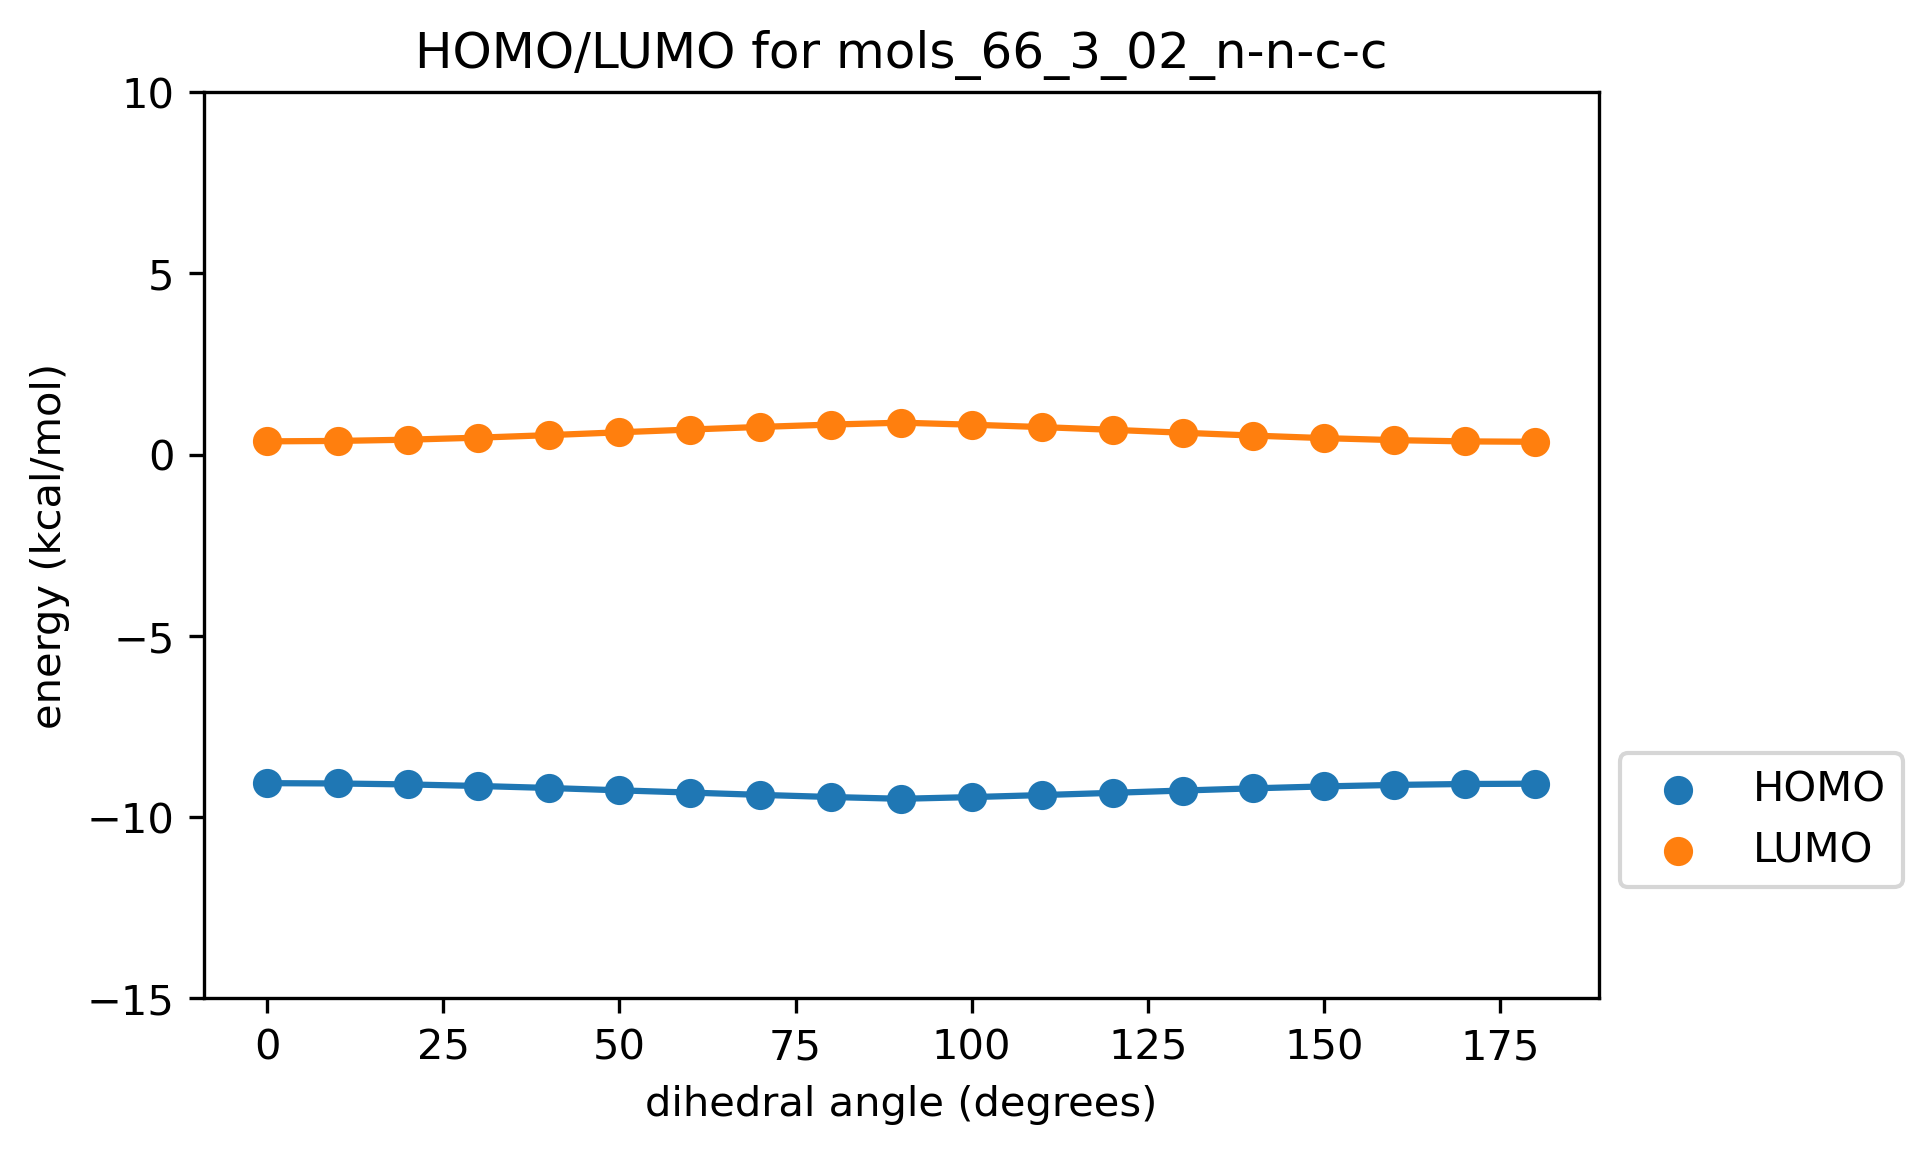 HOMO/LUMO for mols_66_3_02_n-n-c-c
10
5
0
−5
−10
−15
energy (kcal/mol)
0 25 50 75 100 125 150 175
dihedral angle (degrees)
HOMO
LUMO